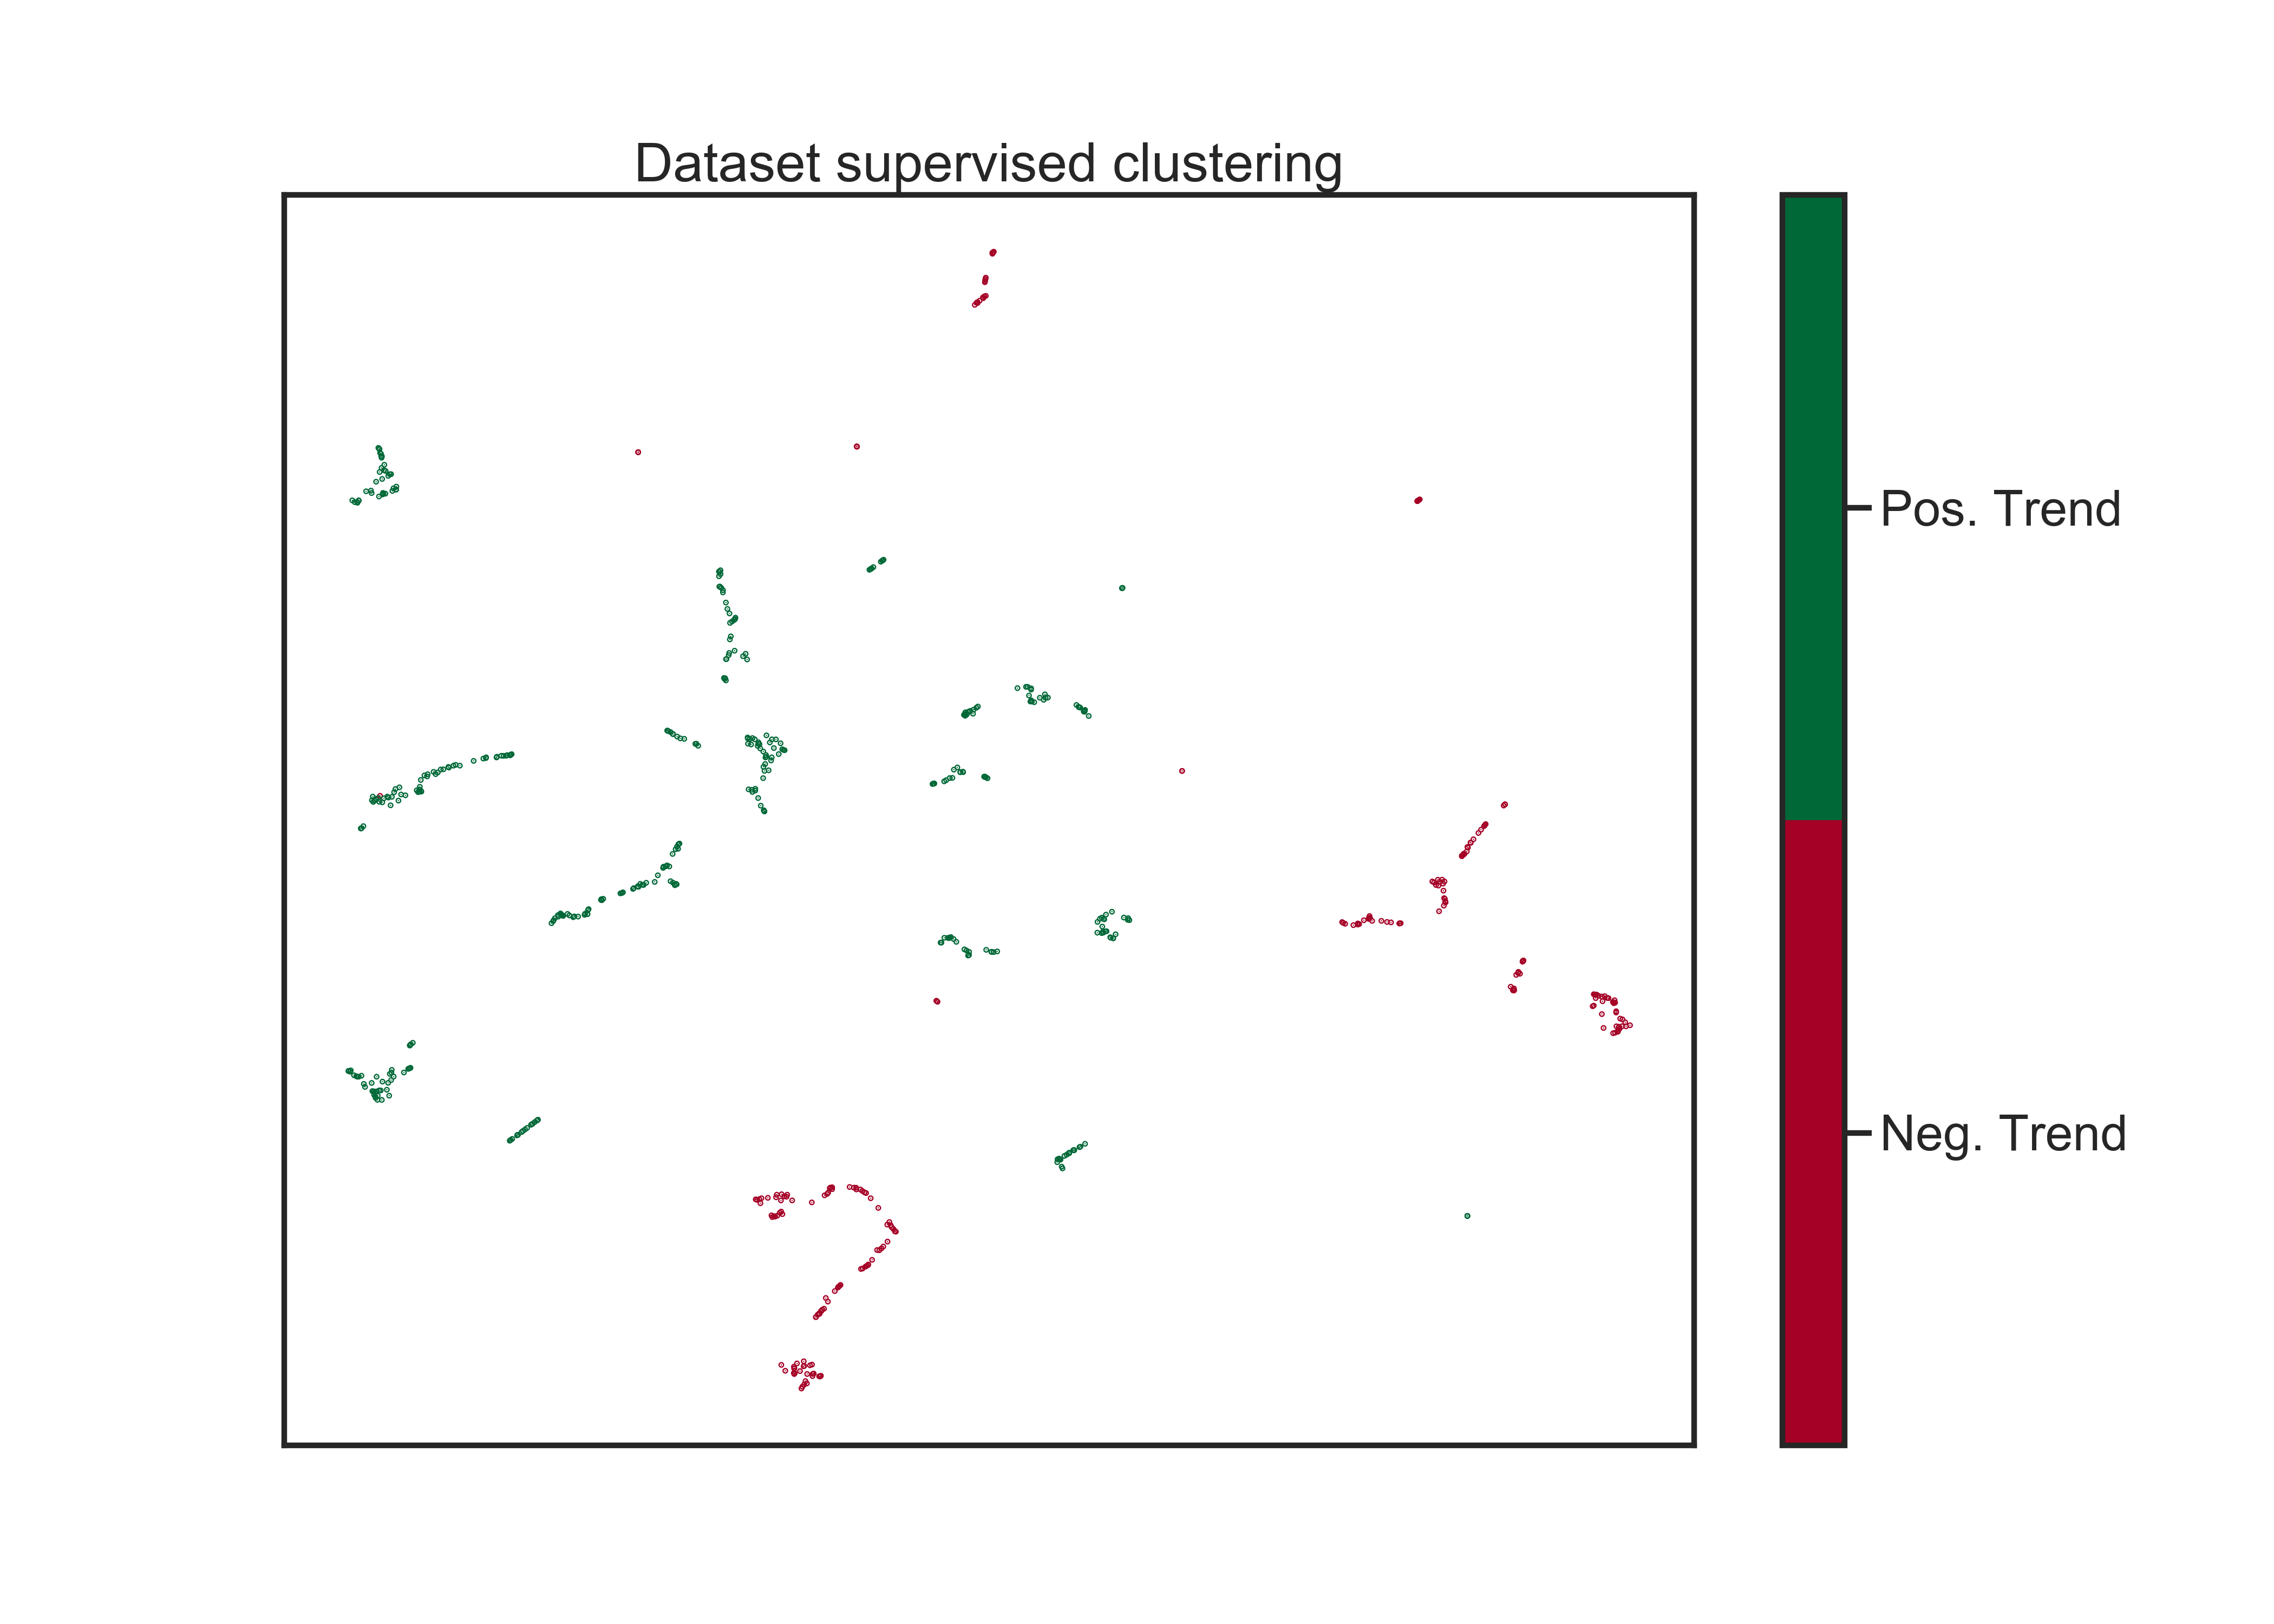 Dataset supervised clustering
Pos. Trend
Neg. Trend